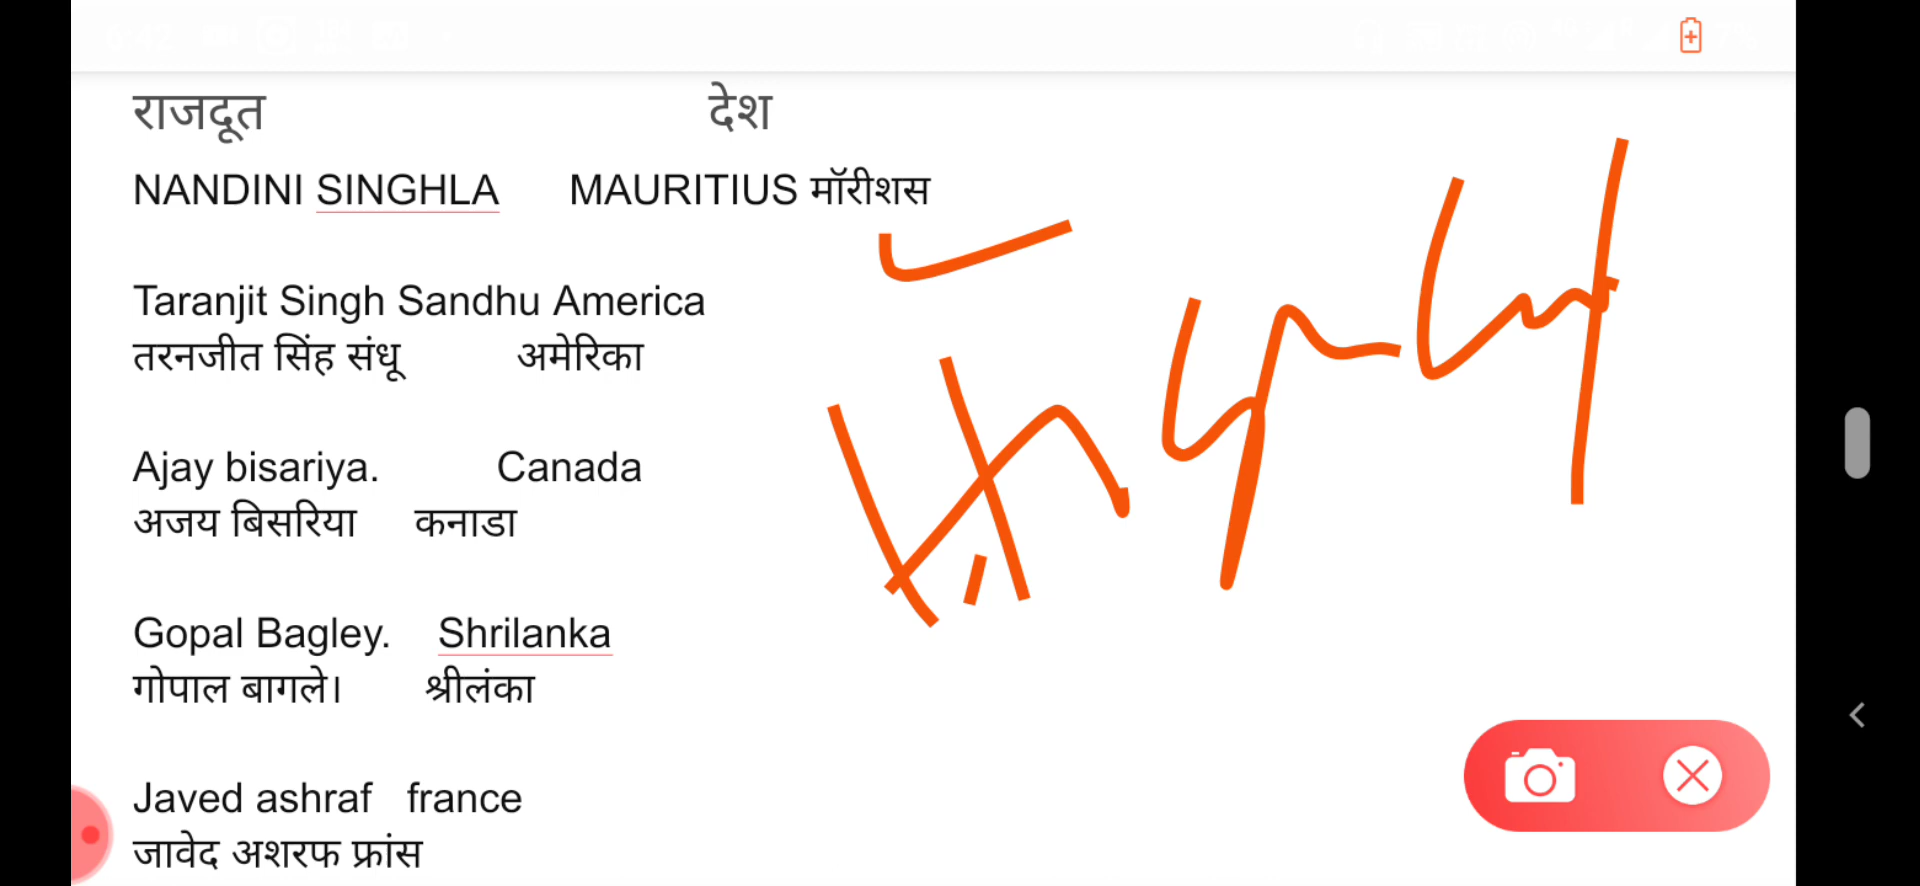 राजदूत देश
NANDINI SINGHLA MAURITIUS मॉरीशस
Taranjit Singh Sandhu America
तरनजीत सिंह संधू अमेरिका
Ajay bisariya. Canada
अजय बिसरिया कनाडा
Gopal Bagley. Shrilanka
गोपाल बागले। श्रीलंका
Javed ashraf france
जावेद अशरफ फ्रांस